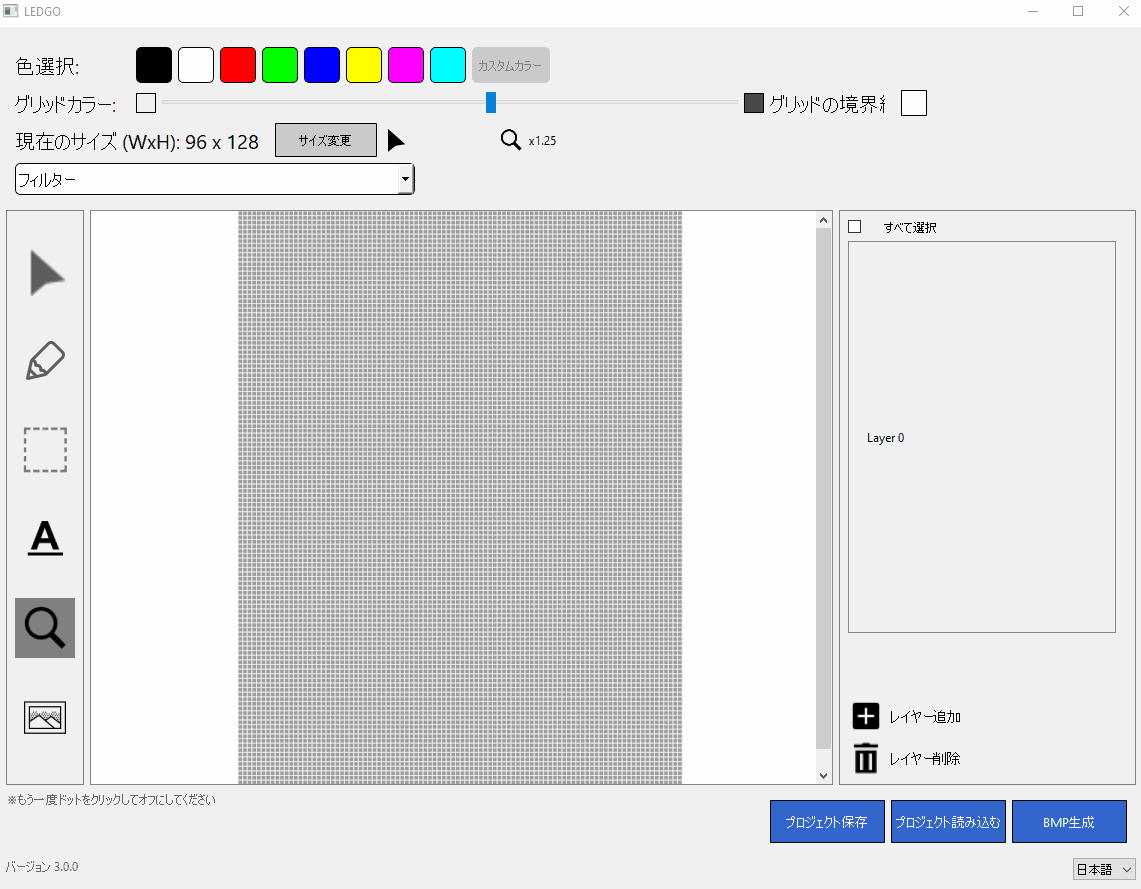 LEDGO
色選択:
カスタムカラー
グリッドカラー:
グリッドの境界
現在のサイズ (WxH): 96 x 128
サイズ変更
x1.25
フィルター
すべて選択
A
Layer 0
レイヤー追加
レイヤー削除
※もう一度ドットをクリックしてオフにしてください
プロジェクト保存
プロジェクト読み込む
BMP生成
バージョン 3.0.0
日本語